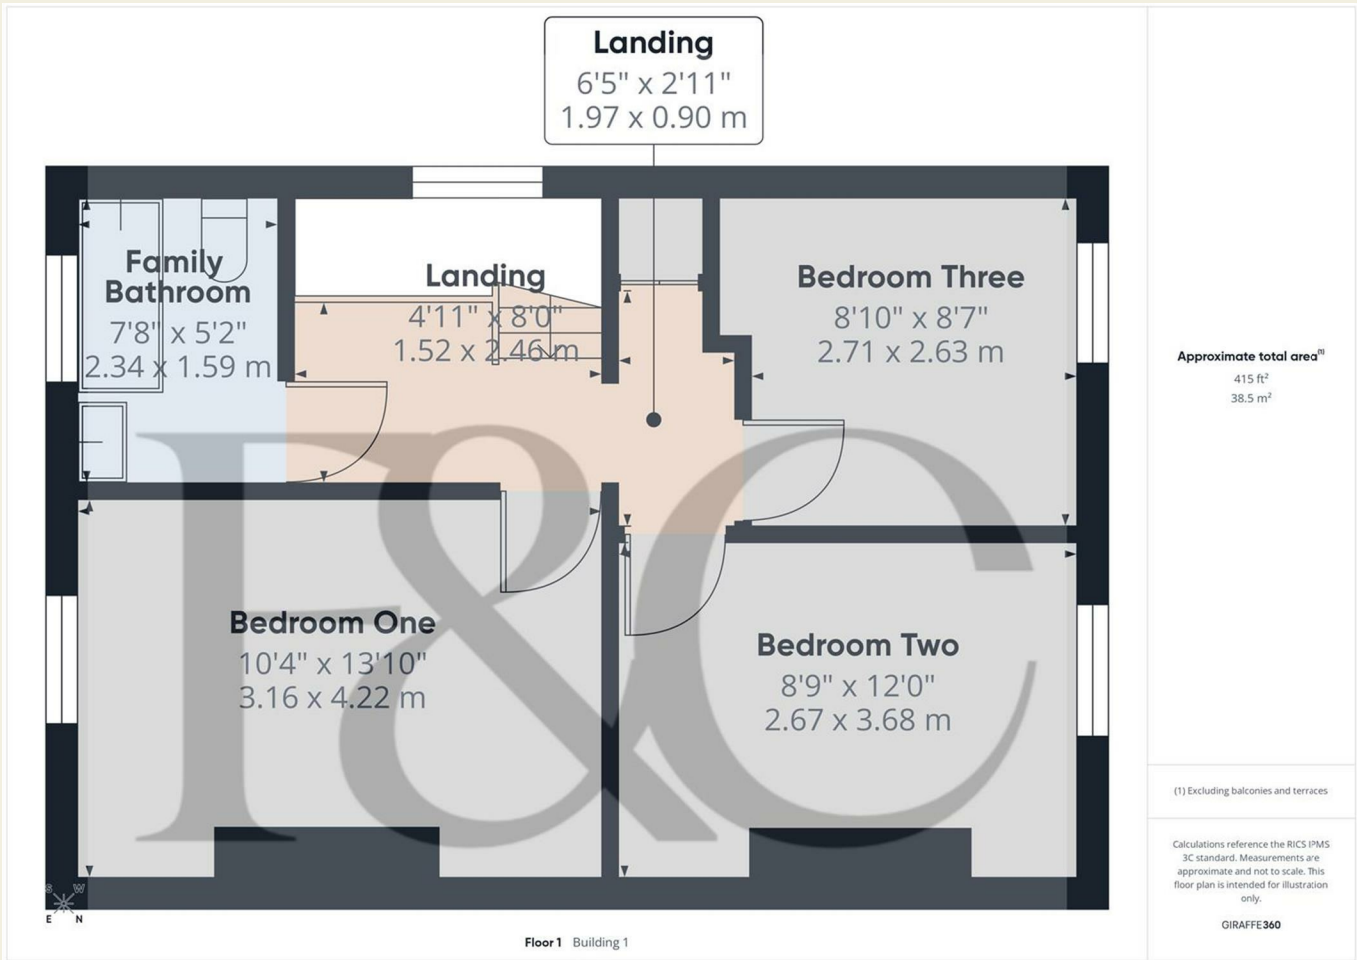 Landing
6'5" x 2'11"
1.97 x 0.90 m
Family
Bathroom
7'8" x 5'2"
2.34 x 1.59 m
Landing
4'11" x 8'0"
1.52 x 2.46 m
Bedroom Three
8'10" x 8'7"
2.71 x 2.63 m
Bedroom One
10'4" x 13'10"
3.16 x 4.22 m
Bedroom Two
8'9" x 12'0"
2.67 x 3.68 m
F&C
S W
E N
Floor 1 Building 1
Approximate total area(1)
415 ft²
38.5 m²
(1) Excluding balconies and terraces
Calculations reference the RICS IPMS
3C standard. Measurements are
approximate and not to scale. This
floor plan is intended for illustration
only.
GIRAFFE360